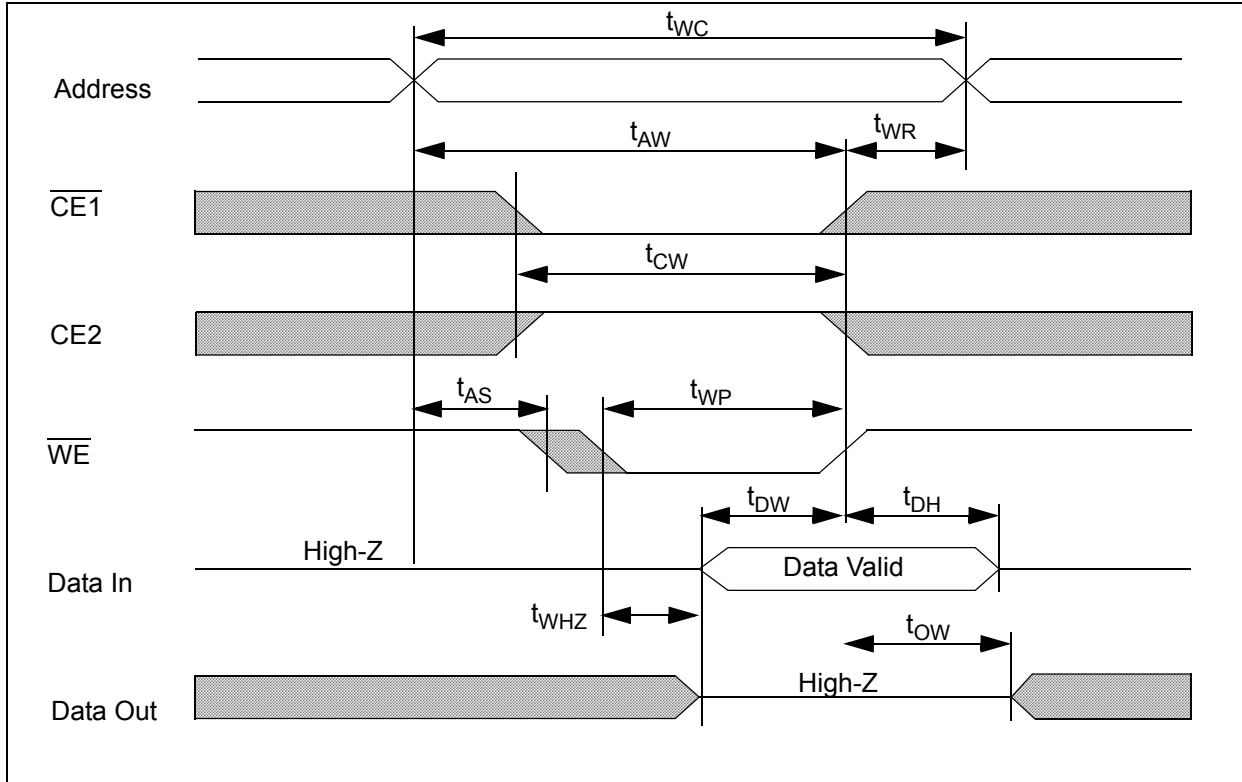 tWC
Address
tAW
tWR
CE1
tCW
CE2
tAS
tWP
WE
tDW
tDH
High-Z
Data In
Data Valid
tWHZ
tOW
High-Z
Data Out